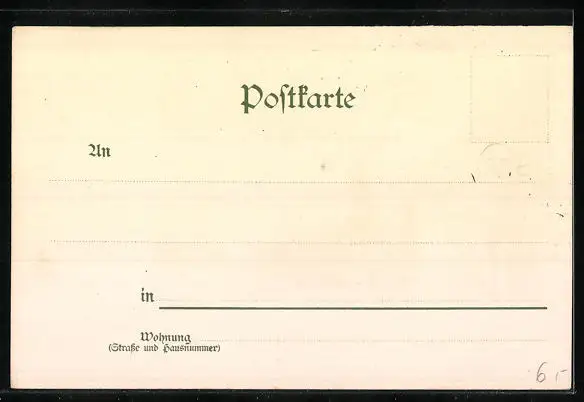 Poſtkarte
An
in
Wohnung
(Straße und Hausnummer)
6,-